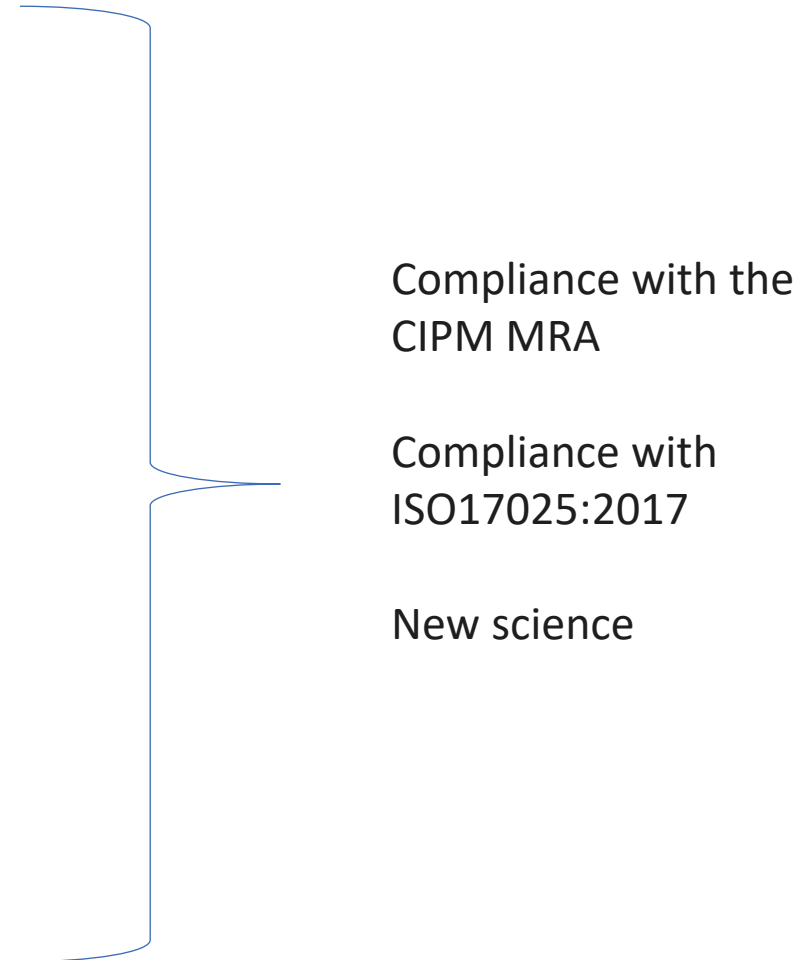 Compliance with the
CIPM MRA
Compliance with
ISO17025:2017
New science